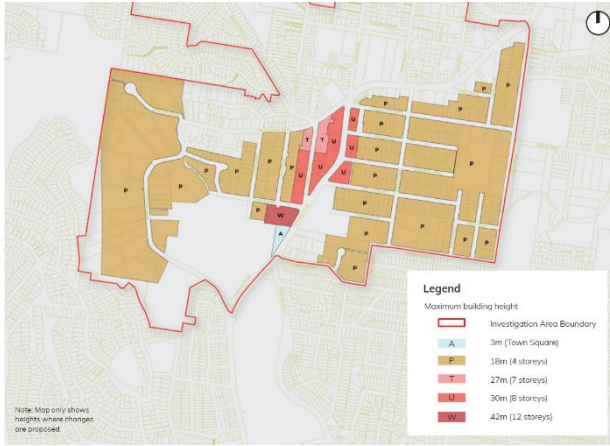 P
P
P
P
P
P
P
P
P
T
T
U
U
U
U
U
U
P
P
P
P
P
P
P
P
P
P
P
P
P
W
A
Legend
Maximum building height
Investigation Area Boundary
A 3m (Town Square)
P 18m (4 storeys)
T 27m (7 storeys)
U 30m (8 storeys)
W 42m (12 storeys)
Note: Map only shows
heights where changes
are proposed.